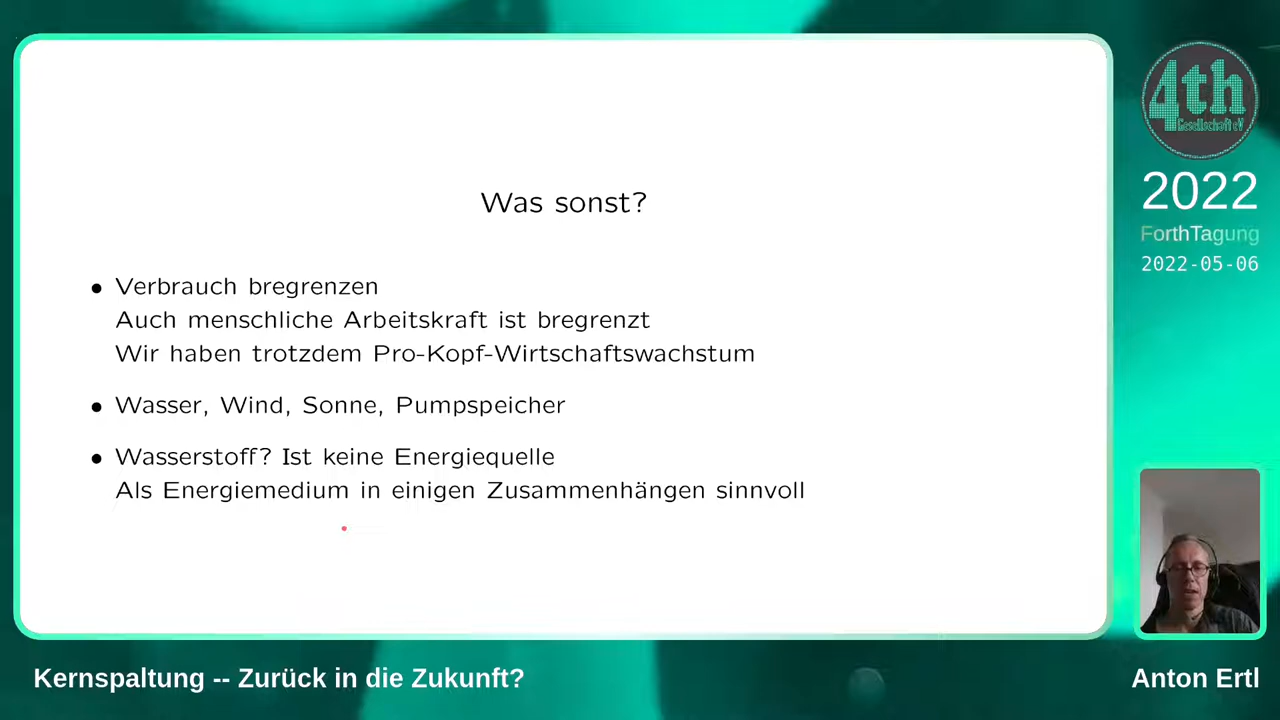 Was sonst?
• Verbrauch bregrenzen
Auch menschliche Arbeitskraft ist bregrenzt
Wir haben trotzdem Pro-Kopf-Wirtschaftswachstum
• Wasser, Wind, Sonne, Pumpspeicher
• Wasserstoff? Ist keine Energiequelle
Als Energiemedium in einigen Zusammenhängen sinnvoll
4th
Gesellschaft eV
2022
ForthTagung
2022-05-06
Kernspaltung -- Zurück in die Zukunft?
Anton Ertl